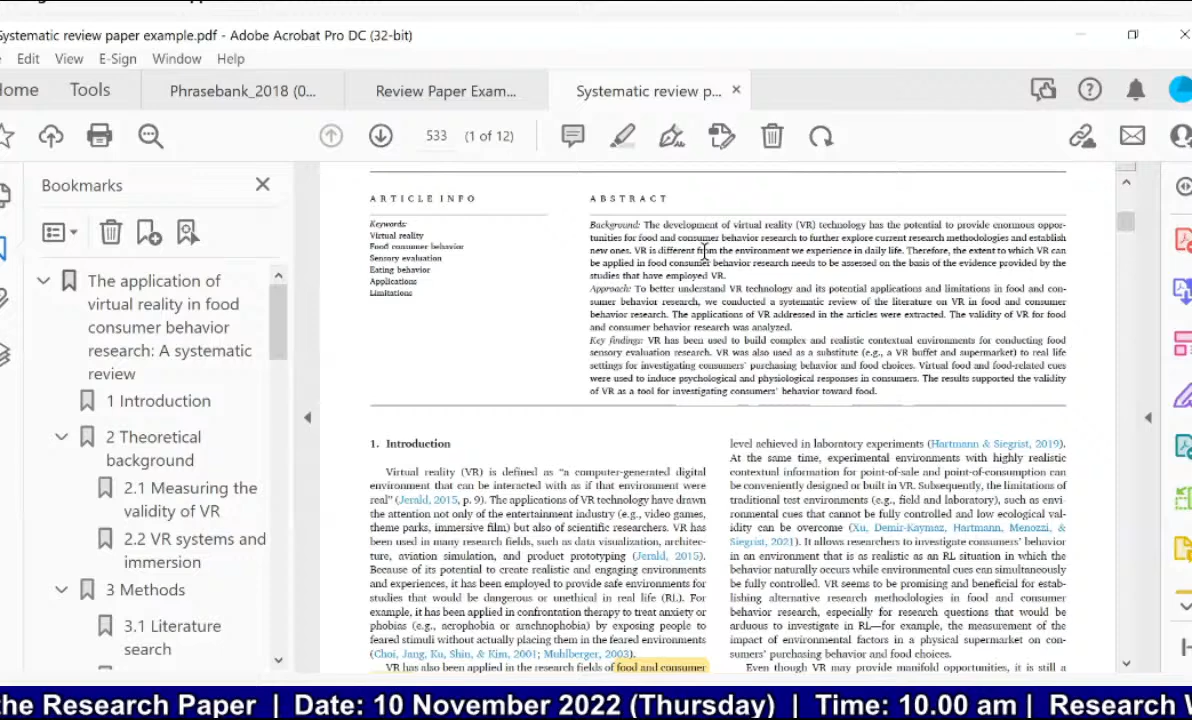 Systematic review paper example.pdf - Adobe Acrobat Pro DC (32-bit)
Edit View E-Sign Window Help
Home Tools Phrasebank_2018 (0... Review Paper Exam... Systematic review p...
533 (1 of 12)
Bookmarks
The application of
virtual reality in food
consumer behavior
research: A systematic
review
1 Introduction
2 Theoretical
background
2.1 Measuring the
validity of VR
2.2 VR systems and
immersion
3 Methods
3.1 Literature
search
ARTICLE INFO
Keywords:
Virtual reality
Food consumer behavior
Sensory evaluation
Eating behavior
Applications
Limitations
ABSTRACT
Background: The development of virtual reality (VR) technology has the potential to provide enormous oppor-
tunities for food and consumer behavior research to further explore current research methodologies and establish
new ones. VR is different from the environment we experience in daily life. Therefore, the extent to which VR can
be applied in food consumer behavior research needs to be assessed on the basis of the evidence provided by the
studies that have employed VR.
Approach: To better understand VR technology and its potential applications and limitations in food and con-
sumer behavior research, we conducted a systematic review of the literature on VR in food and consumer
behavior research. The applications of VR addressed in the articles were extracted. The validity of VR for food
and consumer behavior research was analyzed.
Key findings: VR has been used to build complex and realistic contextual environments for conducting food
sensory evaluation research. VR was also used as a substitute (e.g., a VR buffet and supermarket) to real life
settings for investigating consumers' purchasing behavior and food choices. Virtual food and food-related cues
were used to induce psychological and physiological responses in consumers. The results supported the validity
of VR as a tool for investigating consumers' behavior toward food.
1. Introduction
Virtual reality (VR) is defined as "a computer-generated digital
environment that can be interacted with as if that environment were
real" (Jerald, 2015, p. 9). The applications of VR technology have drawn
the attention not only of the entertainment industry (e.g., video games,
theme parks, immersive film) but also of scientific researchers. VR has
been used in many research fields, such as data visualization, architec-
ture, aviation simulation, and product prototyping (Jerald, 2015).
Because of its potential to create realistic and engaging environments
and experiences, it has been employed to provide safe environments for
studies that would be dangerous or unethical in real life (RL). For
example, it has been applied in confrontation therapy to treat anxiety or
phobias (e.g., acrophobia or arachnophobia) by exposing people to
feared stimuli without actually placing them in the feared environments
(Choi, Jang, Ku, Shin, & Kim, 2001; Muhlberger, 2003).
VR has also been applied in the research fields of food and consumer
level achieved in laboratory experiments (Hartmann & Siegrist, 2019).
At the same time, experimental environments with highly realistic
contextual information for point-of-sale and point-of-consumption can
be conveniently designed or built in VR. Subsequently, the limitations of
traditional test environments (e.g., field and laboratory), such as envi-
ronmental cues that cannot be fully controlled and low ecological val-
idity can be overcome (Xu, Demir-Kaymaz, Hartmann, Menozzi, &
Siegrist, 2021). It allows researchers to investigate consumers' behavior
in an environment that is as realistic as an RL situation in which the
behavior naturally occurs while environmental cues can simultaneously
be fully controlled. VR seems to be promising and beneficial for estab-
lishing alternative research methodologies in food and consumer
behavior research, especially for research questions that would be
arduous to investigate in RL—for example, the measurement of the
impact of environmental factors in a physical supermarket on con-
sumers' purchasing behavior and food choices.
Even though VR may provide manifold opportunities, it is still a
the Research Paper | Date: 10 November 2022 (Thursday) | Time: 10.00 am | Research